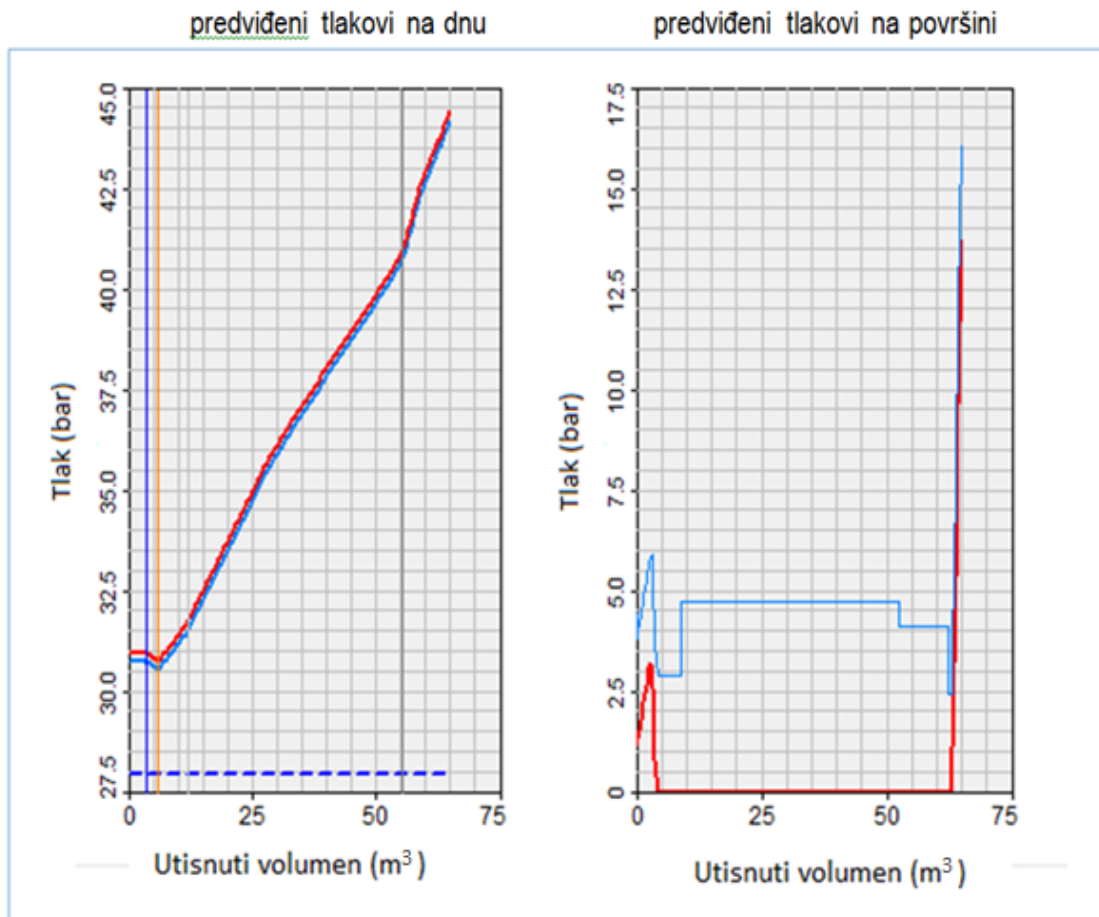 predviđeni tlakovi na dnu
predviđeni tlakovi na površini
45.0
42.5
40.0
37.5
35.0
32.5
30.0
27.5
Tlak (bar)
0 25 50 75
Utisnuti volumen (m³)
17.5
15.0
12.5
10.0
7.5
5.0
2.5
0
Tlak (bar)
0 25 50 75
Utisnuti volumen (m³)